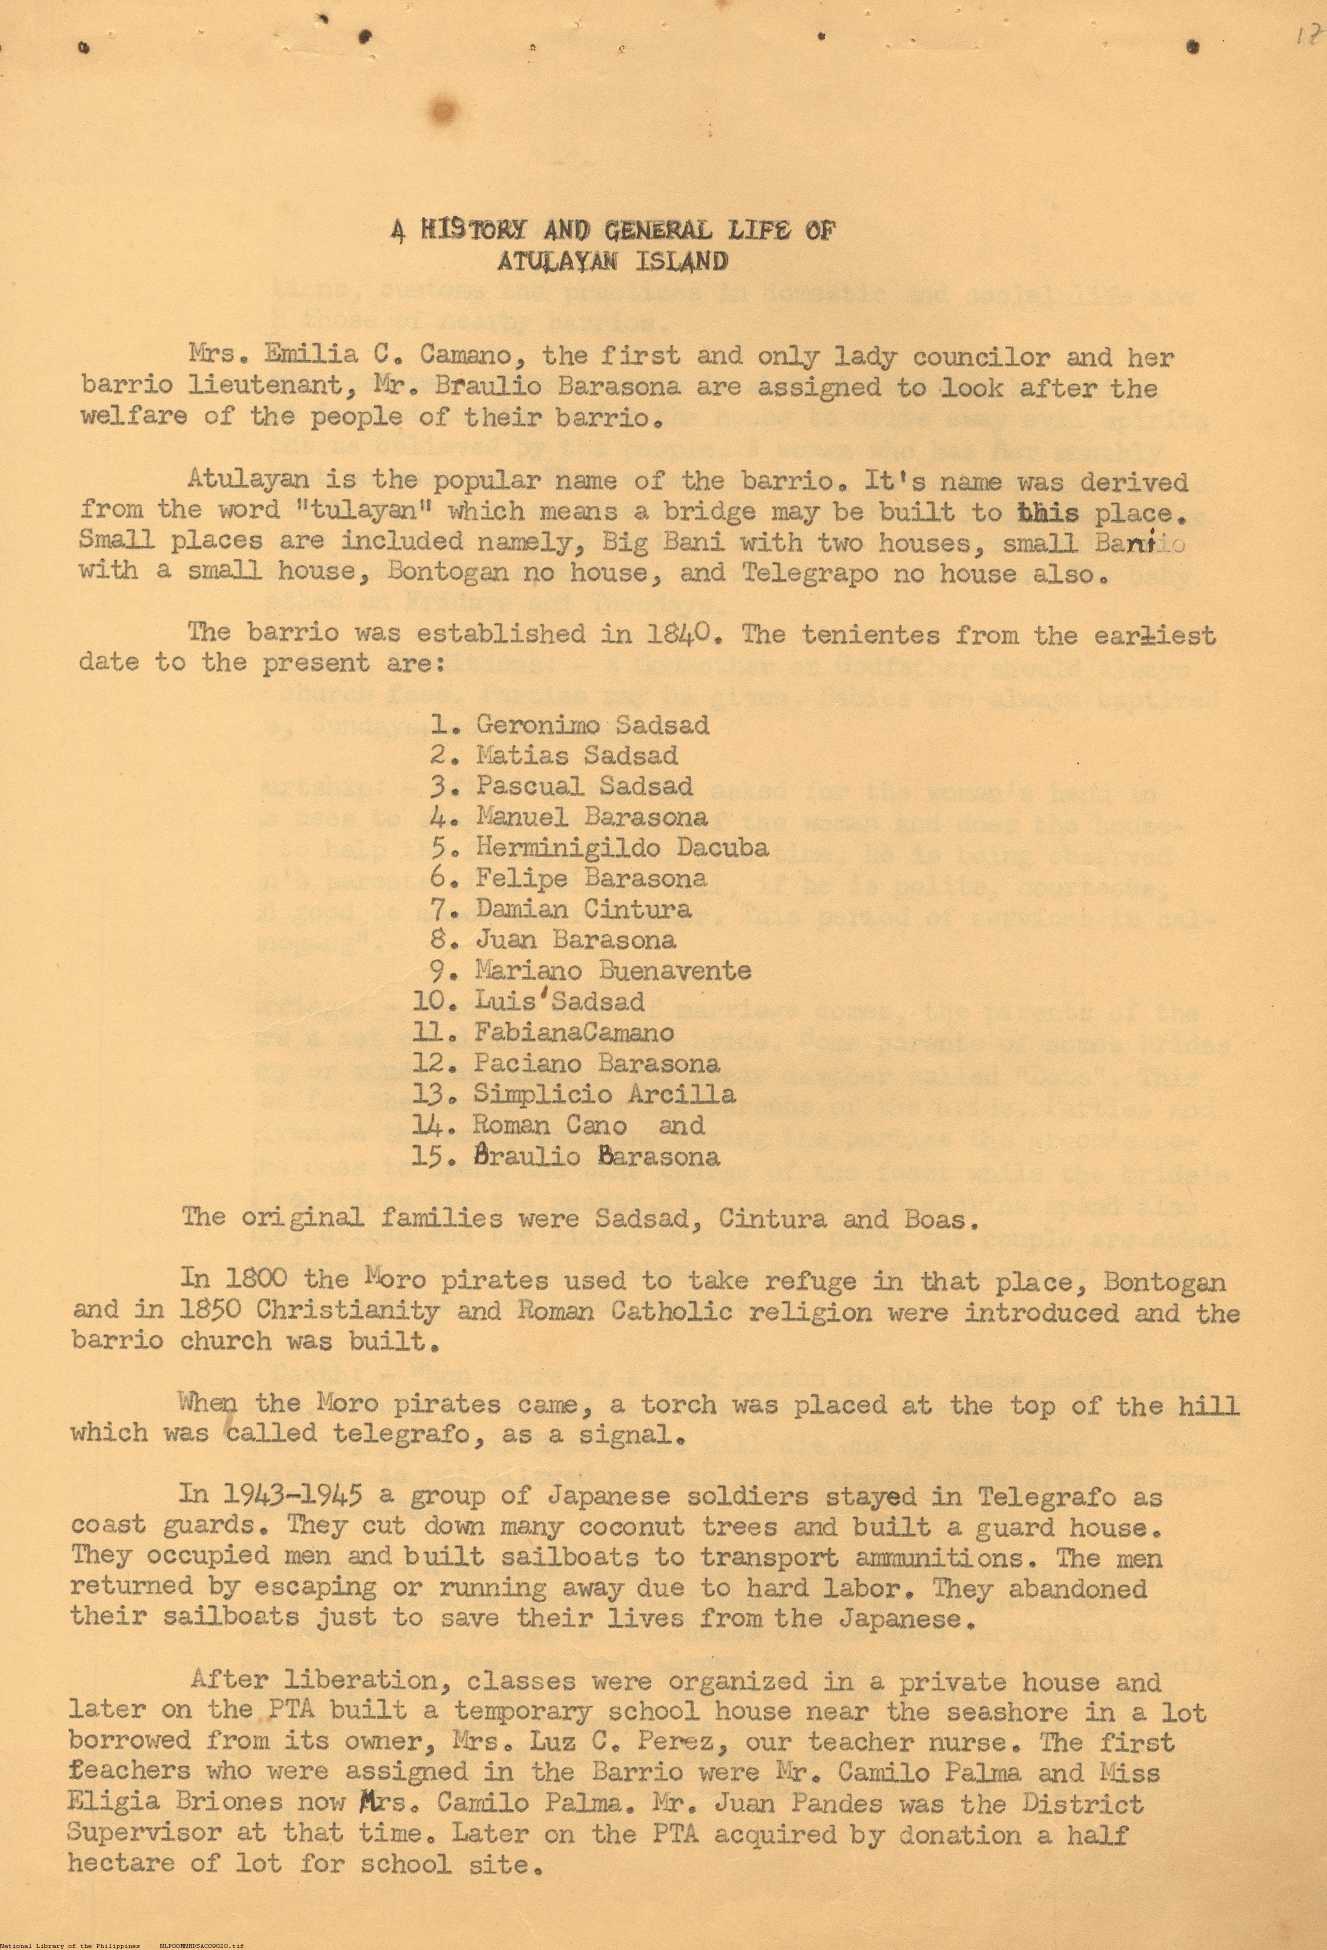 17
A HISTORY AND GENERAL LIFE OF
ATULAYAN ISLAND
Mrs. Emilia C. Camano, the first and only lady councilor and her
barrio lieutenant, Mr. Braulio Barasona are assigned to look after the
welfare of the people of their barrio.
Atulayan is the popular name of the barrio. It's name was derived
from the word "tulayan" which means a bridge may be built to this place.
Small places are included namely, Big Bani with two houses, small
with a small house, Bontogan no house, and Telegrapo no house also.
The barrio was established in 1840. The tenientes from the earliest
date to the present are:
1. Geronimo Sadsad
2. Matias Sadsad
3. Pascual Sadsad
4. Manuel Barasona
5. Herminigildo Dacuba
6. Felipe Barasona
7. Damian Cintura
8. Juan Barasona
9. Mariano Buenavente
10. Luis Sadsad
11. FabianaCamano
12. Paciano Barasona
13. Simplicio Arcilla
14. Roman Cano and
15. Braulio Barasona
The original families were Sadsad, Cintura and Boas.
In 1800 the Moro pirates used to take refuge in that place, Bontogan
and in 1850 Christianity and Roman Catholic religion were introduced and the
barrio church was built.
When the Moro pirates came, a torch was placed at the top of the hill
which was called telegrafo, as a signal.
In 1943-1945 a group of Japanese soldiers stayed in Telegrafo as
coast guards. They cut down many coconut trees and built a guard house.
They occupied men and built sailboats to transport ammunitions. The men
returned by escaping or running away due to hard labor. They abandoned
their sailboats just to save their lives from the Japanese.
After liberation, classes were organized in a private house and
later on the PTA built a temporary school house near the seashore in a lot
borrowed from its owner, Mrs. Luz C. Perez, our teacher nurse. The first
teachers who were assigned in the Barrio were Mr. Camilo Palma and Miss
Eligia Briones now Mrs. Camilo Palma. Mr. Juan Pandes was the District
Supervisor at that time. Later on the PTA acquired by donation a half
hectare of lot for school site.
National Library of the Philippines